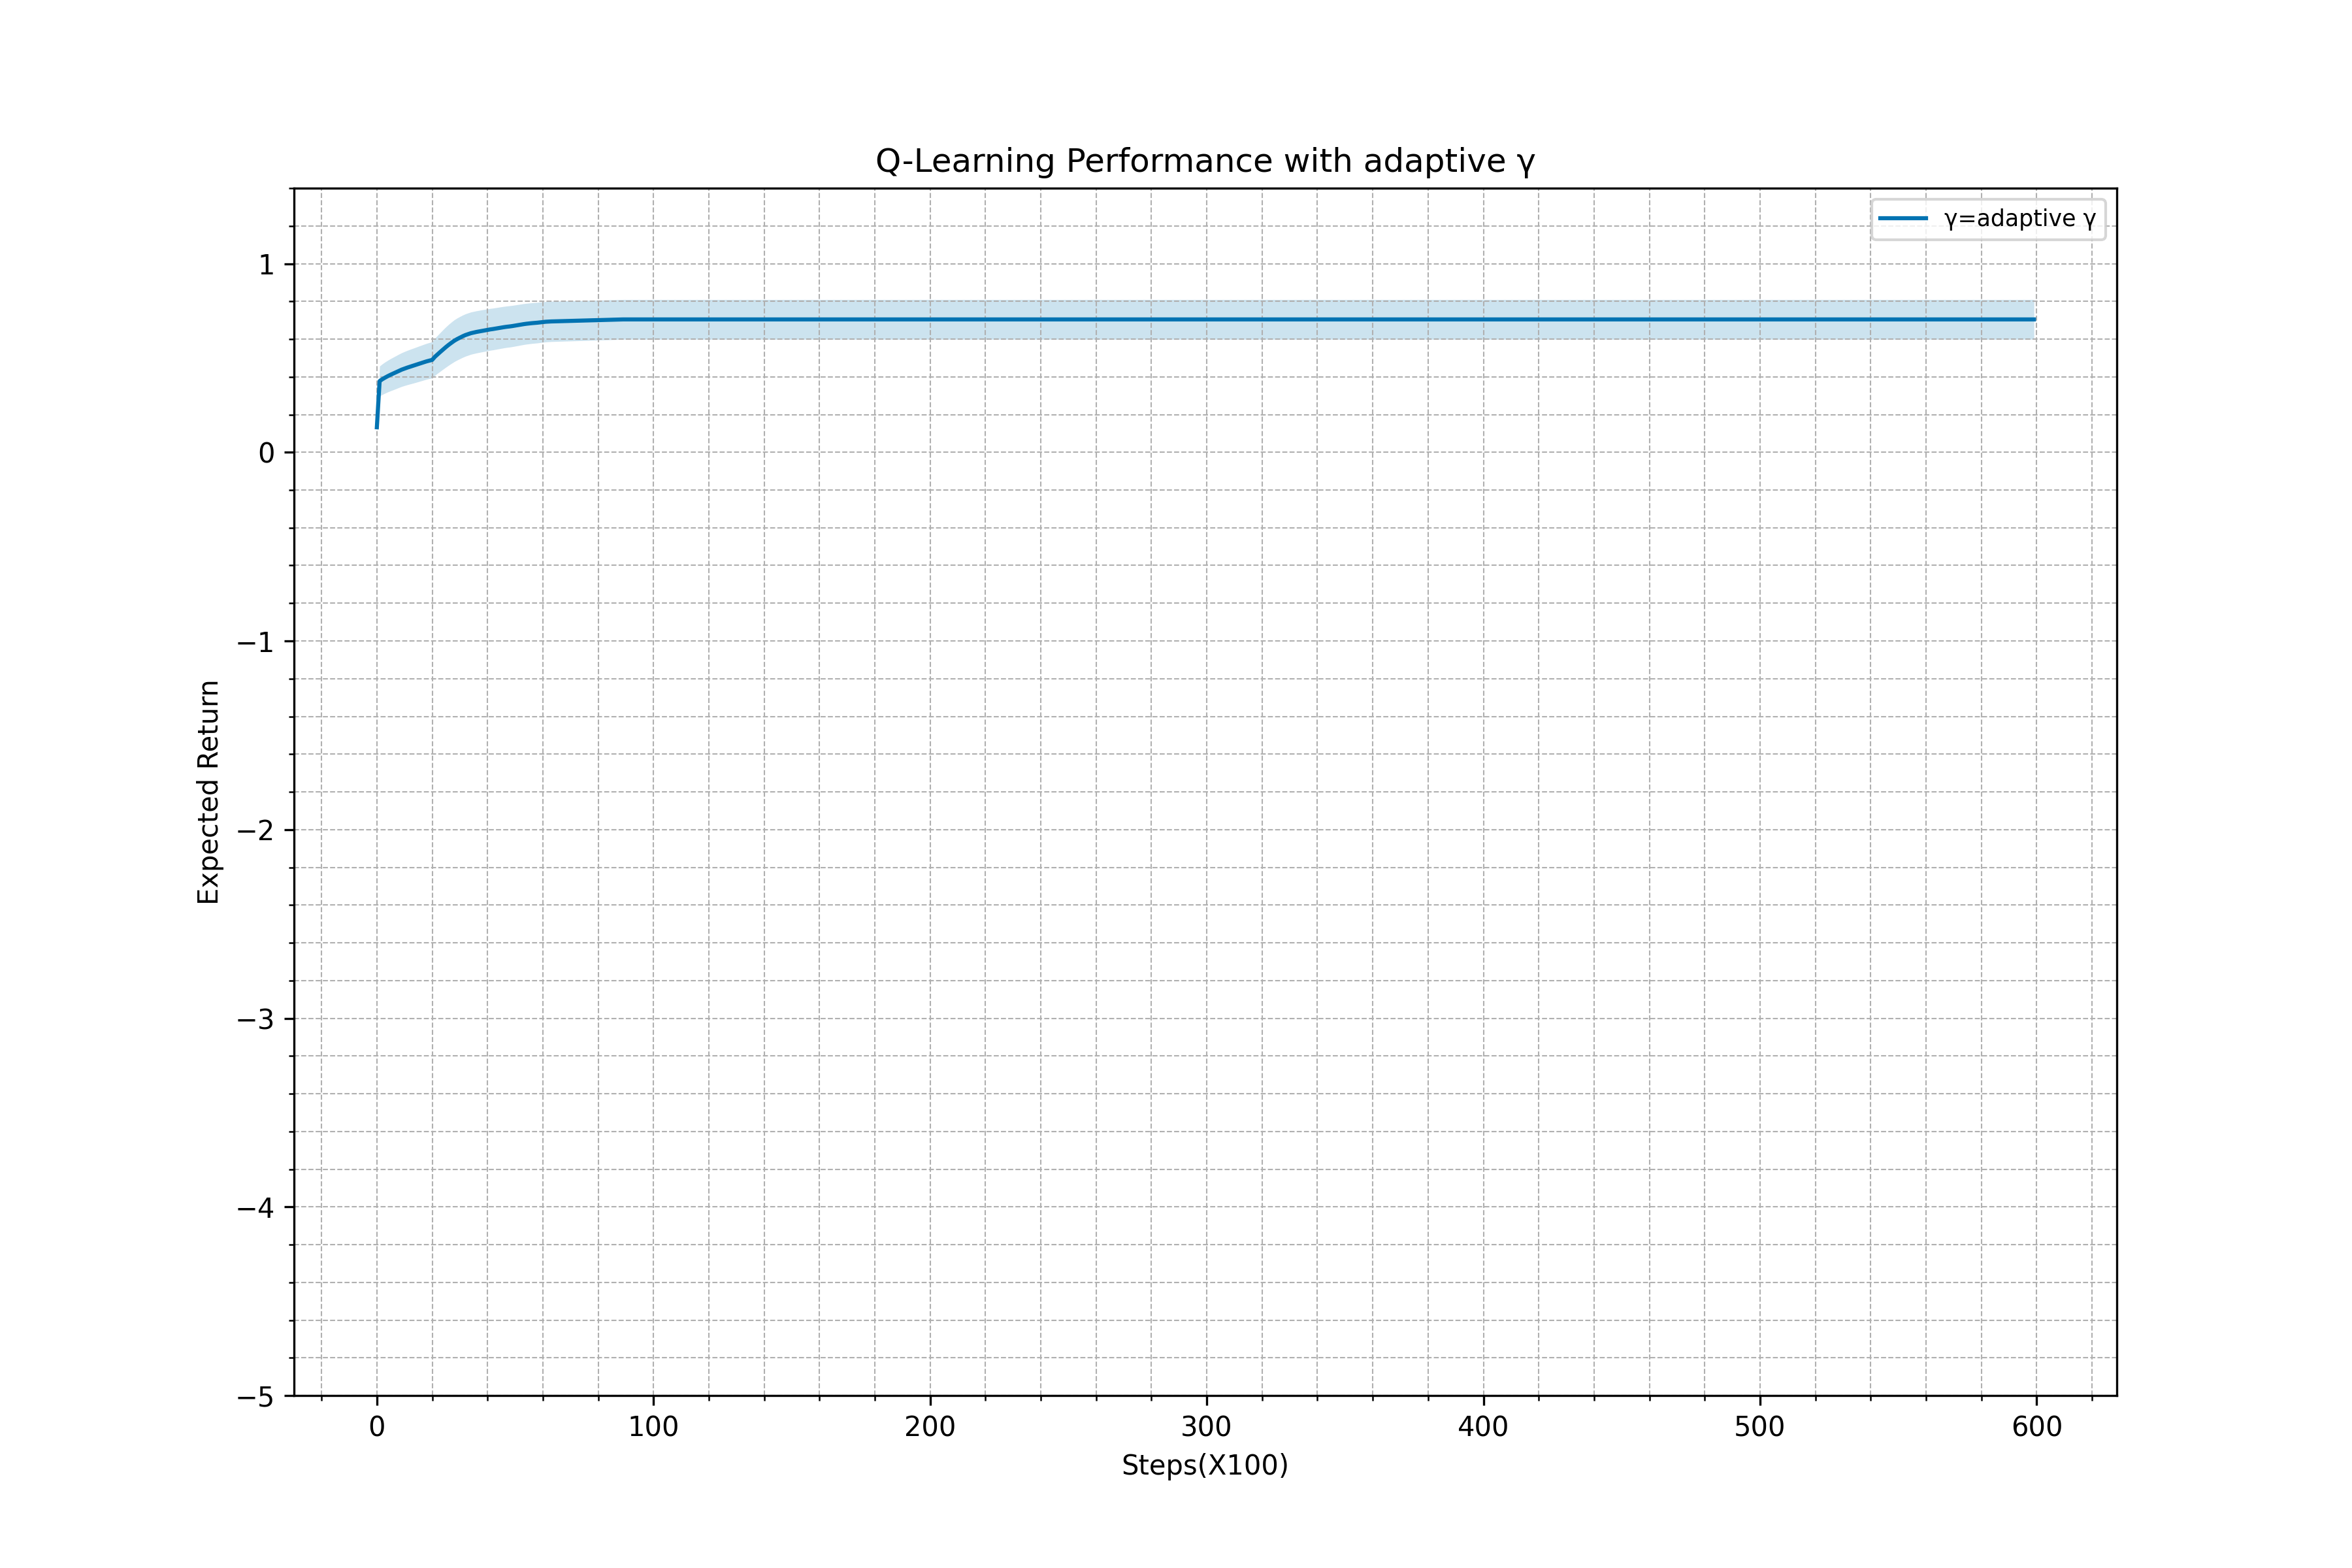 Q-Learning Performance with adaptive γ
γ=adaptive γ
1
0
−1
−2
−3
−4
−5
Expected Return
0 100 200 300 400 500 600
Steps(X100)